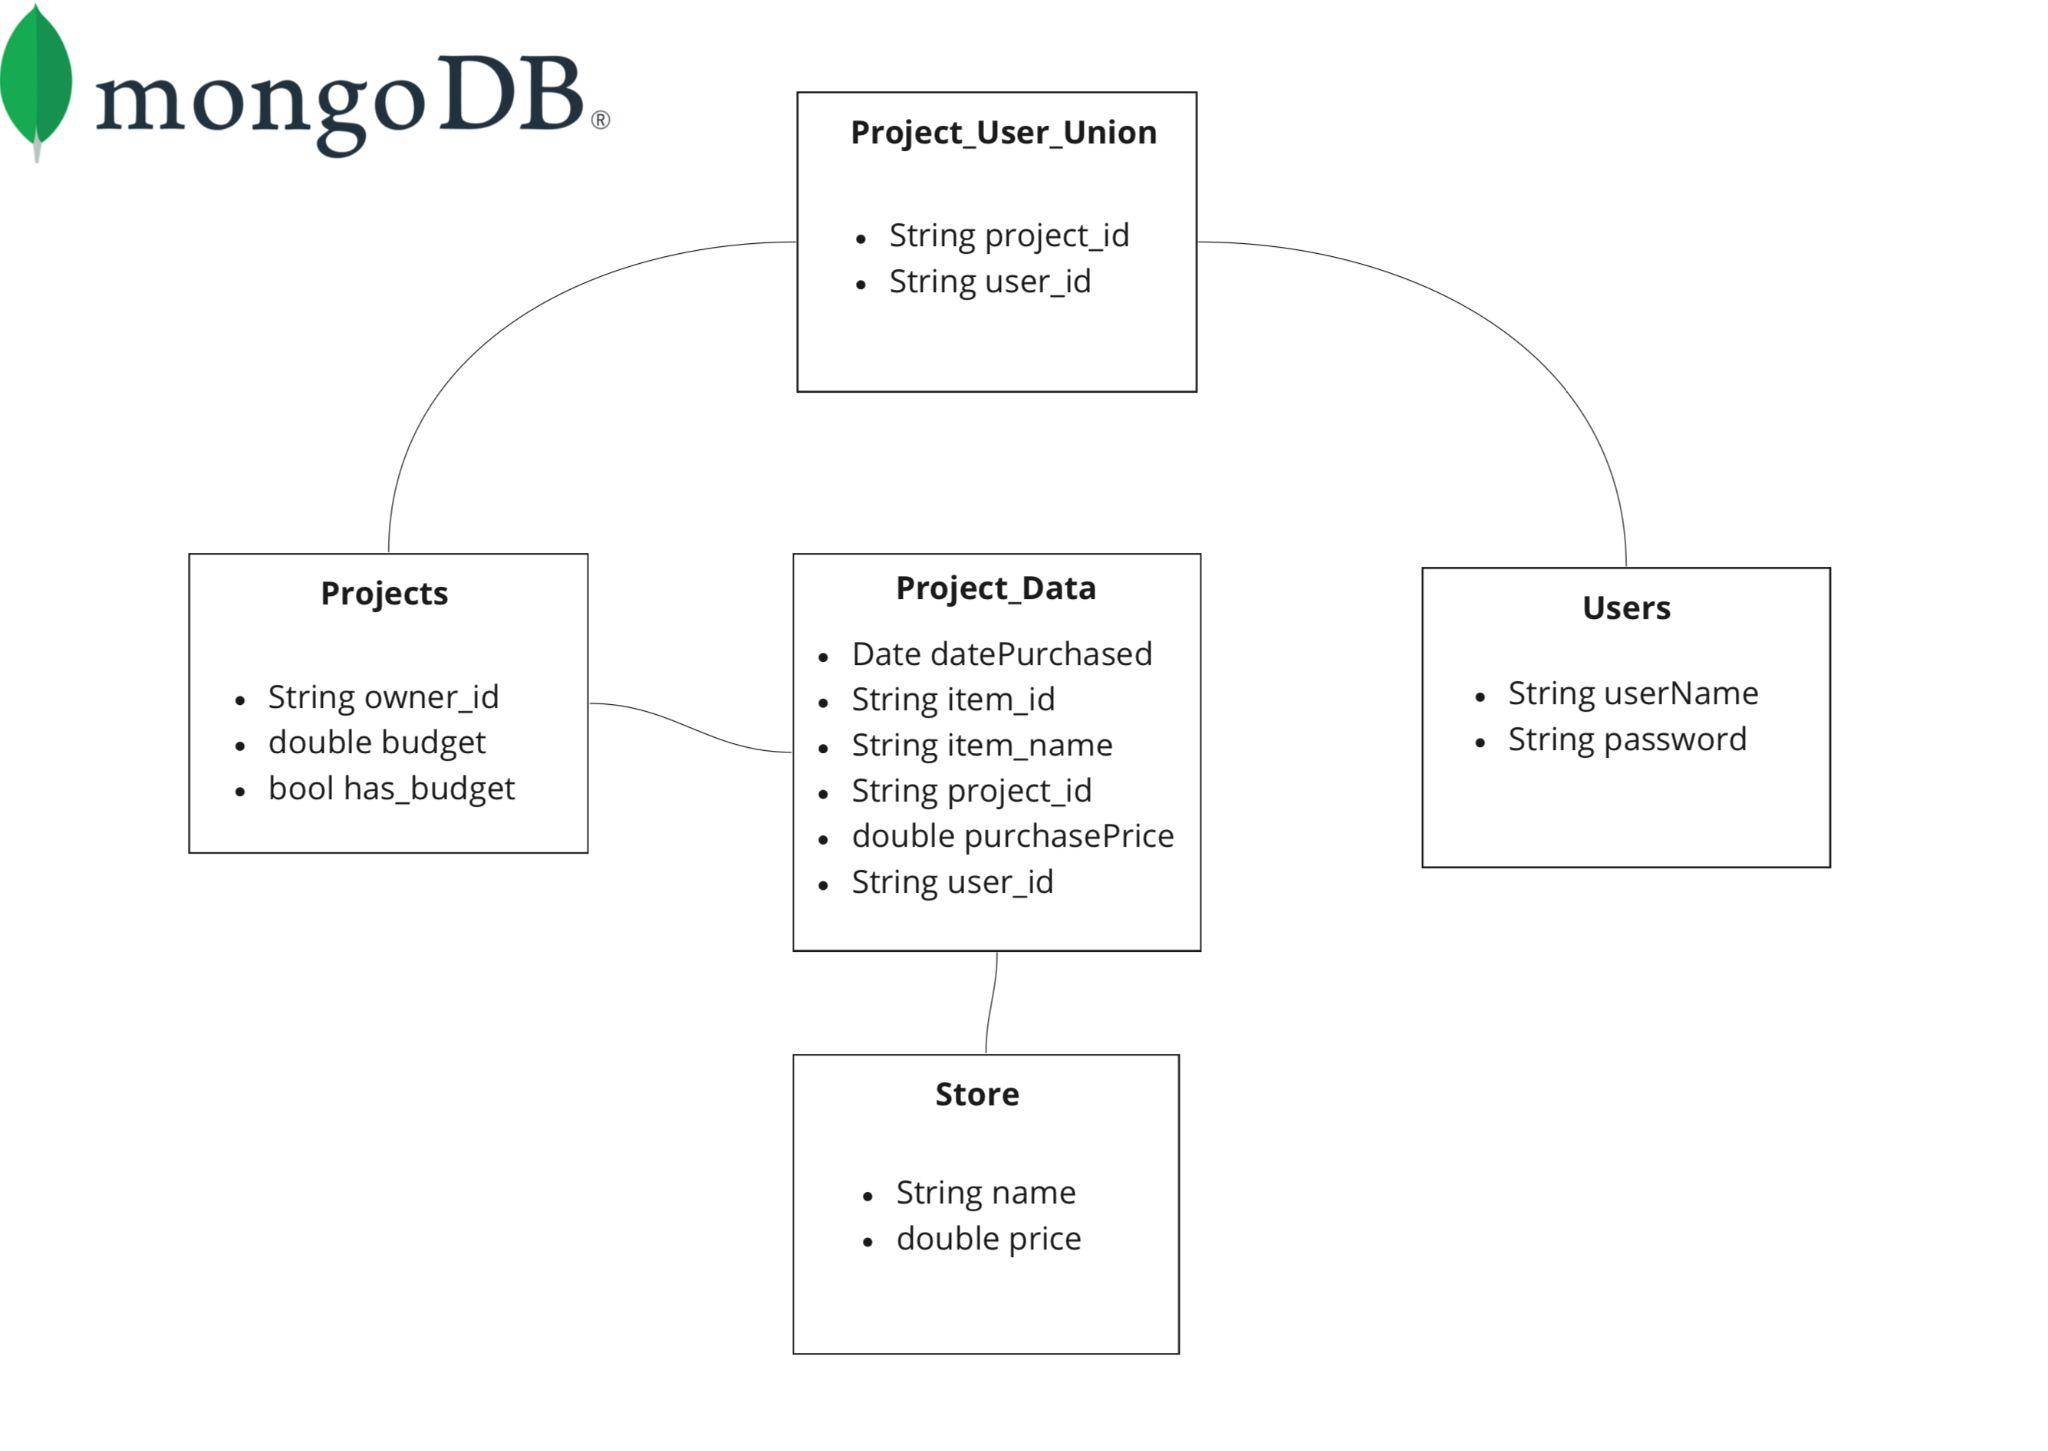 mongoDB®
Project_User_Union
• String project_id
• String user_id
Projects
• String owner_id
• double budget
• bool has_budget
Project_Data
• Date datePurchased
• String item_id
• String item_name
• String project_id
• double purchasePrice
• String user_id
Users
• String userName
• String password
Store
• String name
• double price